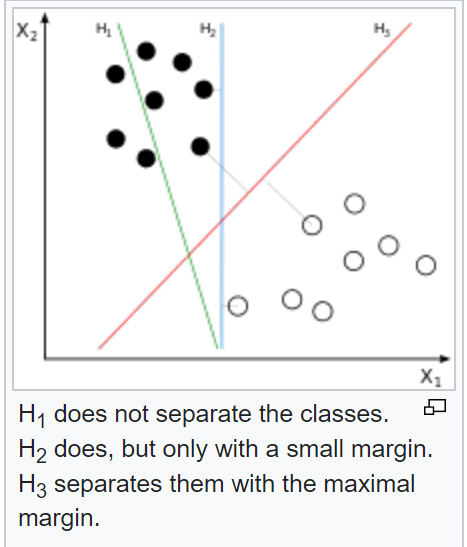 X₂ H₁ H₂ H₃
X₁
H₁ does not separate the classes.
H₂ does, but only with a small margin.
H₃ separates them with the maximal
margin.